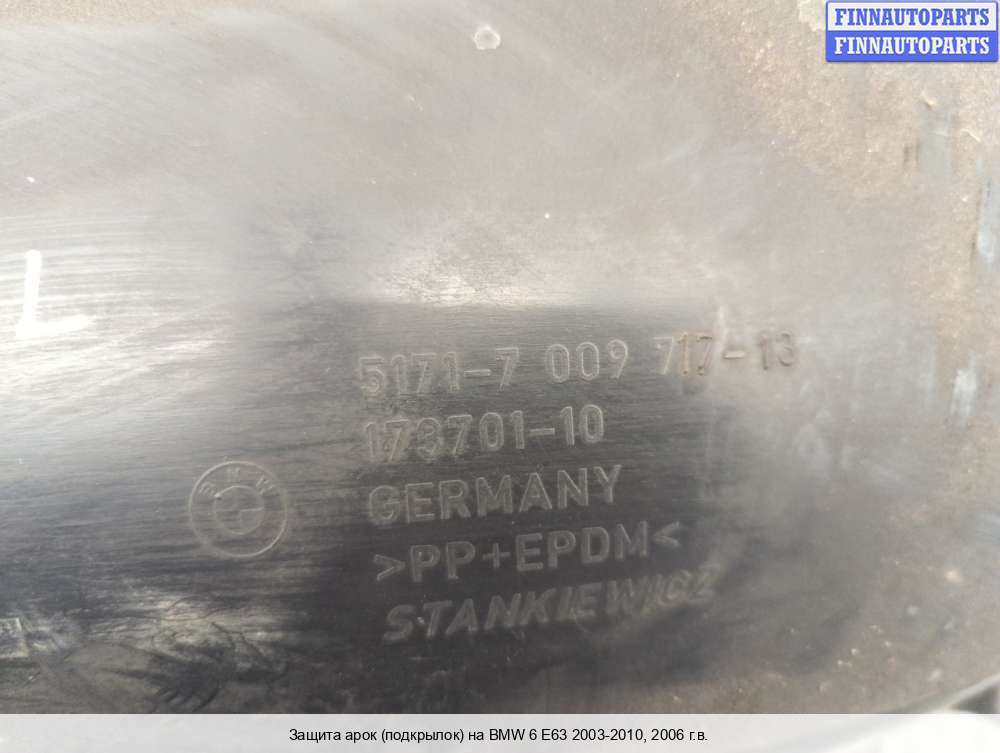 FINNAUTOPARTS
FINNAUTOPARTS
L
5171-7 009 717-13
173701-10
BMW
GERMANY
>PP+EPDM<
STANKIEWICZ
Защита арок (подкрылок) на BMW 6 E63 2003-2010, 2006 г.в.